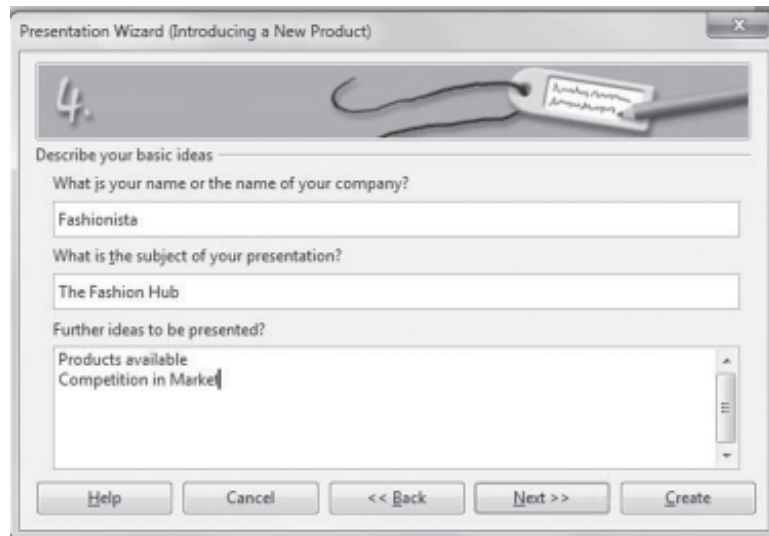 Presentation Wizard (Introducing a New Product)
4.
Describe your basic ideas
What is your name or the name of your company?
Fashionista
What is the subject of your presentation?
The Fashion Hub
Further ideas to be presented?
Products available
Competition in Market
Help Cancel << Back Next >> Create